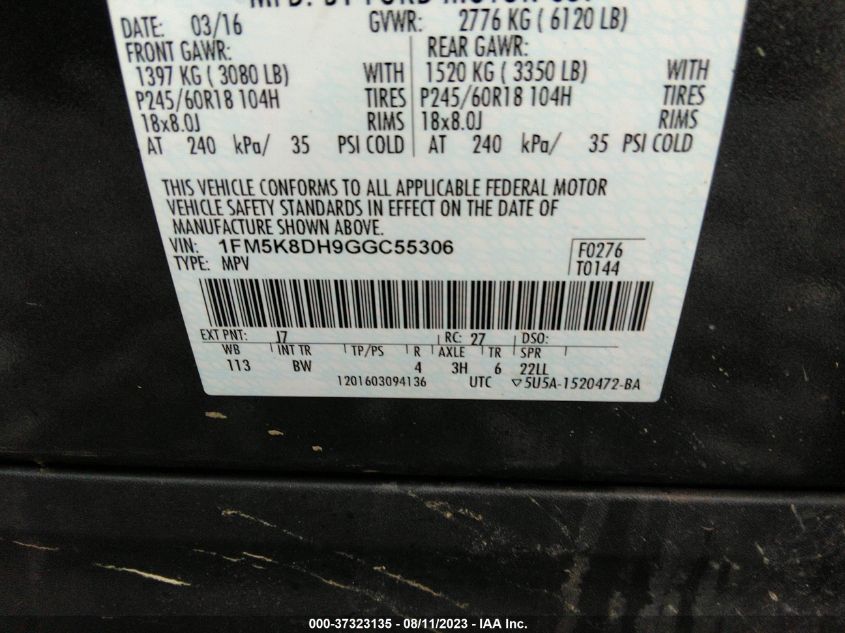 MFD. BY FORD MOTOR CO.
DATE: 03/16 GVWR: 2776 KG ( 6120 LB)
FRONT GAWR: REAR GAWR:
1397 KG ( 3080 LB) WITH 1520 KG ( 3350 LB) WITH
P245/60R18 104H TIRES P245/60R18 104H TIRES
18x8.0J RIMS 18x8.0J RIMS
AT 240 kPa/ 35 PSI COLD AT 240 kPa/ 35 PSI COLD
THIS VEHICLE CONFORMS TO ALL APPLICABLE FEDERAL MOTOR
VEHICLE SAFETY STANDARDS IN EFFECT ON THE DATE OF
MANUFACTURE SHOWN ABOVE.
VIN: 1FM5K8DH9GGC55306 F0276
TYPE: MPV T0144
EXT PNT: J7 RC: 27 DSO:
WB INT TR TP/PS R AXLE TR SPR
113 BW 4 3H 6 22LL
1201603094136 UTC ▽5U5A-1520472-BA
000-37323135 - 08/11/2023 - IAA Inc.